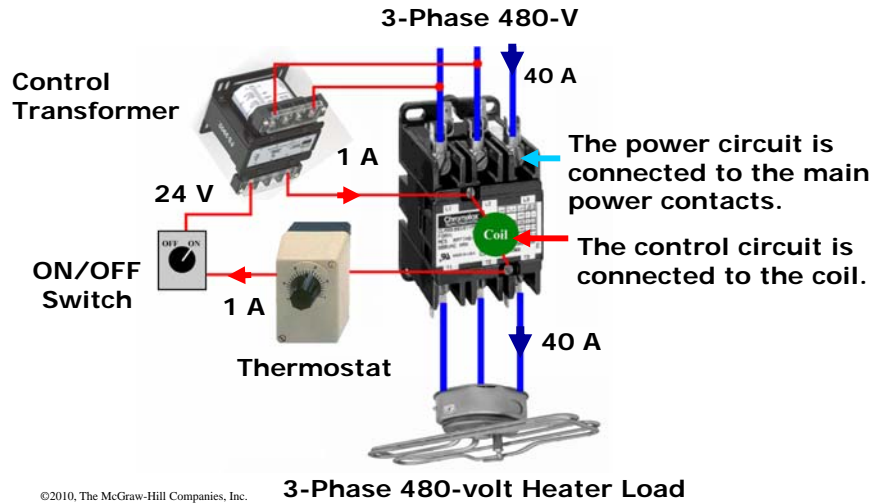 3-Phase 480-V
Control
Transformer
40 A
1 A
The power circuit is
connected to the main
power contacts.
24 V
OFF ON
Coil
The control circuit is
connected to the coil.
ON/OFF
Switch
1 A
Thermostat
40 A
©2010, The McGraw-Hill Companies, Inc.
3-Phase 480-volt Heater Load